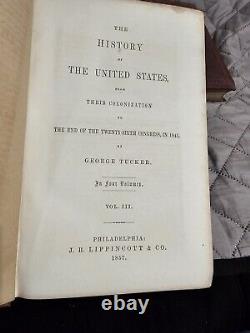 THE
HISTORY
OF
THE UNITED STATES,
FROM
THEIR COLONIZATION
TO
THE END OF THE TWENTY-SIXTH CONGRESS, IN 1841.
BY
GEORGE TUCKER.
In Four Volumes.
VOL. III.
PHILADELPHIA:
J. B. LIPPINCOTT & CO.
1857.